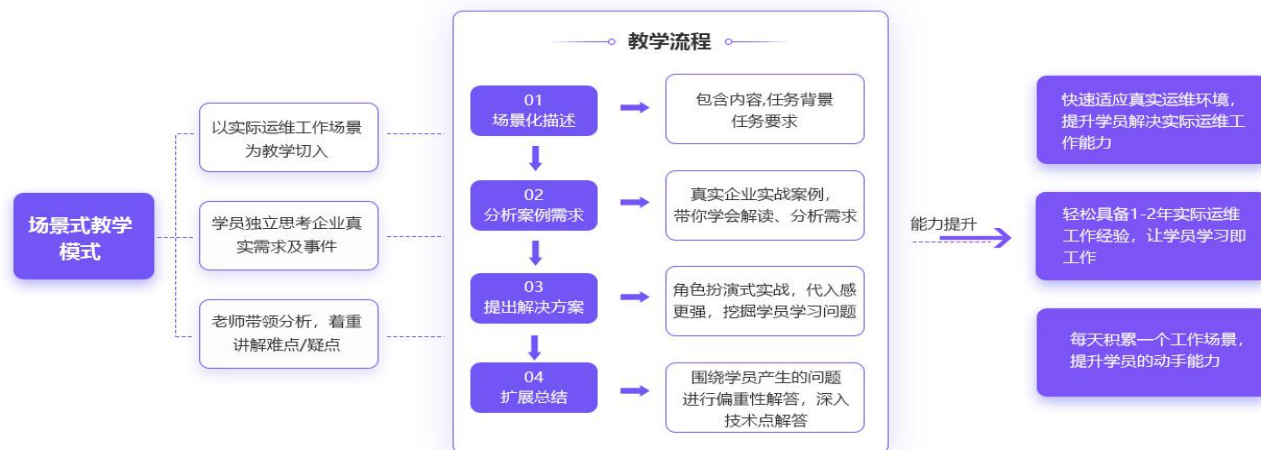 场景式教学
模式
以实际运维工作场景
为教学切入
学员独立思考企业真
实需求及事件
老师带领分析，着重
讲解难点/疑点
教学流程
01
场景化描述
包含内容,任务背景
任务要求
02
分析案例需求
真实企业实战案例，
带你学会解读、分析需求
03
提出解决方案
角色扮演式实战，代入感
更强，挖掘学员学习问题
04
扩展总结
围绕学员产生的问题
进行偏重性解答，深入
技术点解答
能力提升
快速适应真实运维环境，
提升学员解决实际运维工
作能力
轻松具备1-2年实际运维
工作经验，让学员学习即
工作
每天积累一个工作场景，
提升学员的动手能力